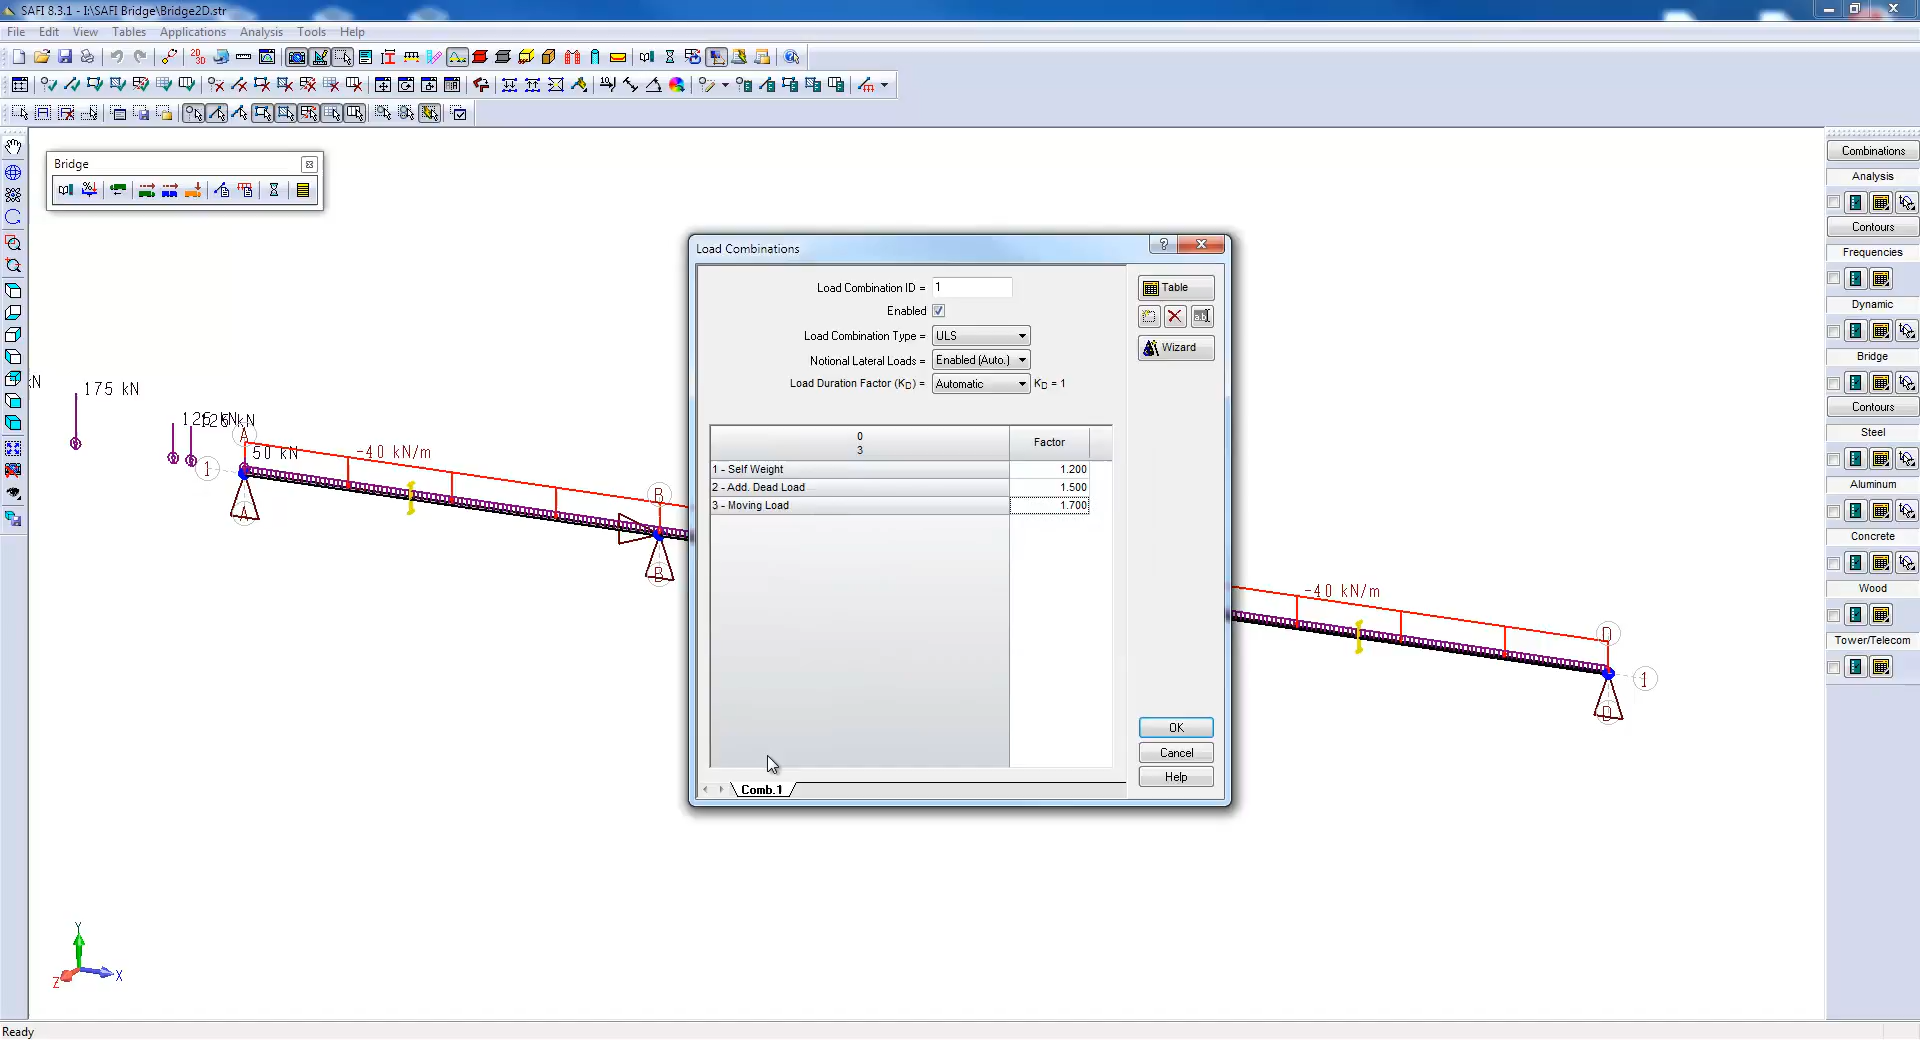 SAFI 8.3.1 - I:\SAFI Bridge\Bridge2D.str
File Edit View Tables Applications Analysis Tools Help
Bridge
Combinations
Analysis
Contours
Frequencies
Dynamic
Bridge
Contours
Steel
Aluminum
Concrete
Wood
Tower/Telecom
Load Combinations
Load Combination ID = 1
Enabled
Load Combination Type = ULS
Notional Lateral Loads = Enabled (Auto.)
Load Duration Factor (KD) = Automatic KD = 1
Table
Wizard
0
3
Factor
1 - Self Weight 1.200
2 - Add. Dead Load 1.500
3 - Moving Load 1.700
OK
Cancel
Help
Comb.1
kN
175 kN
50 kN
-40 kN/m
-40 kN/m
A
1
A
B
B
D
1
D
Y
Z
X
Ready